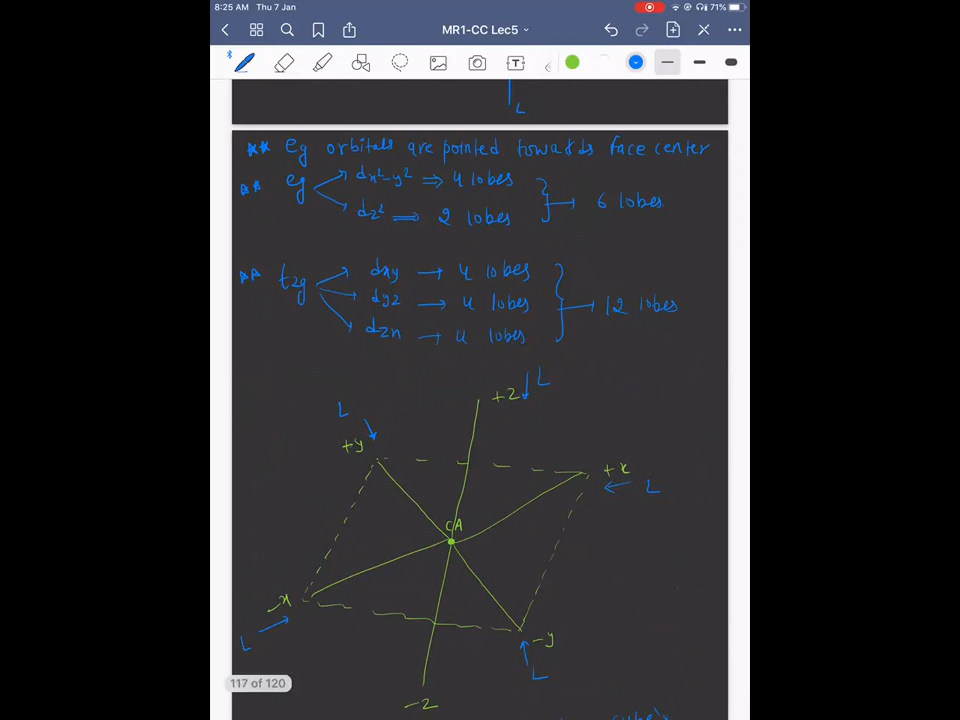 8:25 AM Thu 7 Jan
71%
MR1-CC Lec5
T
L
** eg orbitals are pointed towards face center
** eg dx²-y² ⇒ 4 lobes
dz² ⇒ 2 lobes
→ 6 lobes
** t2g dxy → 4 lobes
dyz → 4 lobes
dzx → 4 lobes
→ 12 lobes
+z L
L
+y
+x
L
CA
-x
L
-y
L
117 of 120
-z
cube's